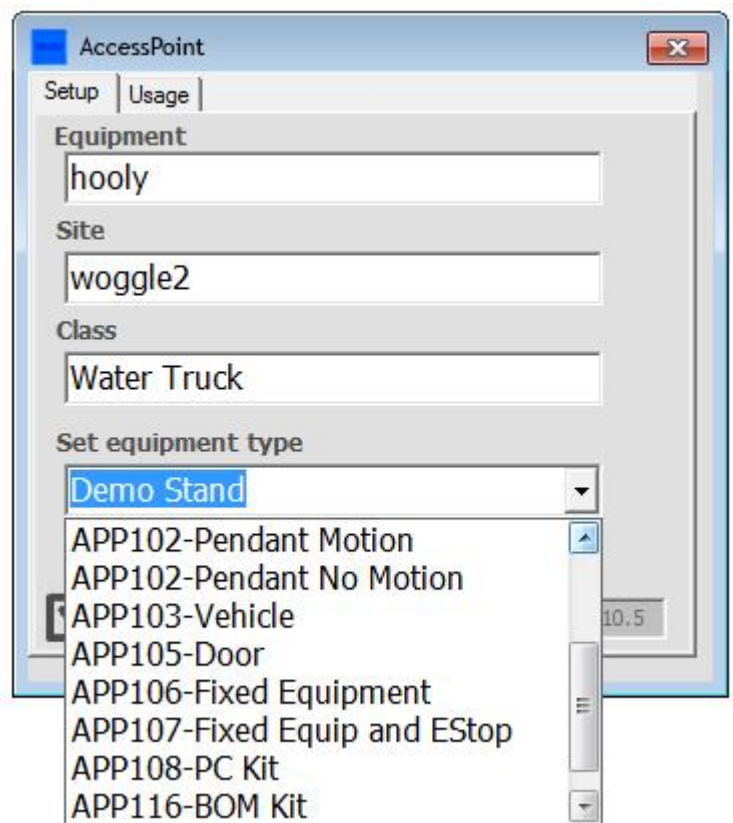 AccessPoint
Setup
Usage
Equipment
hooly
Site
woggle2
Class
Water Truck
Set equipment type
Demo Stand
APP102-Pendant Motion
APP102-Pendant No Motion
APP103-Vehicle
APP105-Door
APP106-Fixed Equipment
APP107-Fixed Equip and EStop
APP108-PC Kit
APP116-BOM Kit
10.5